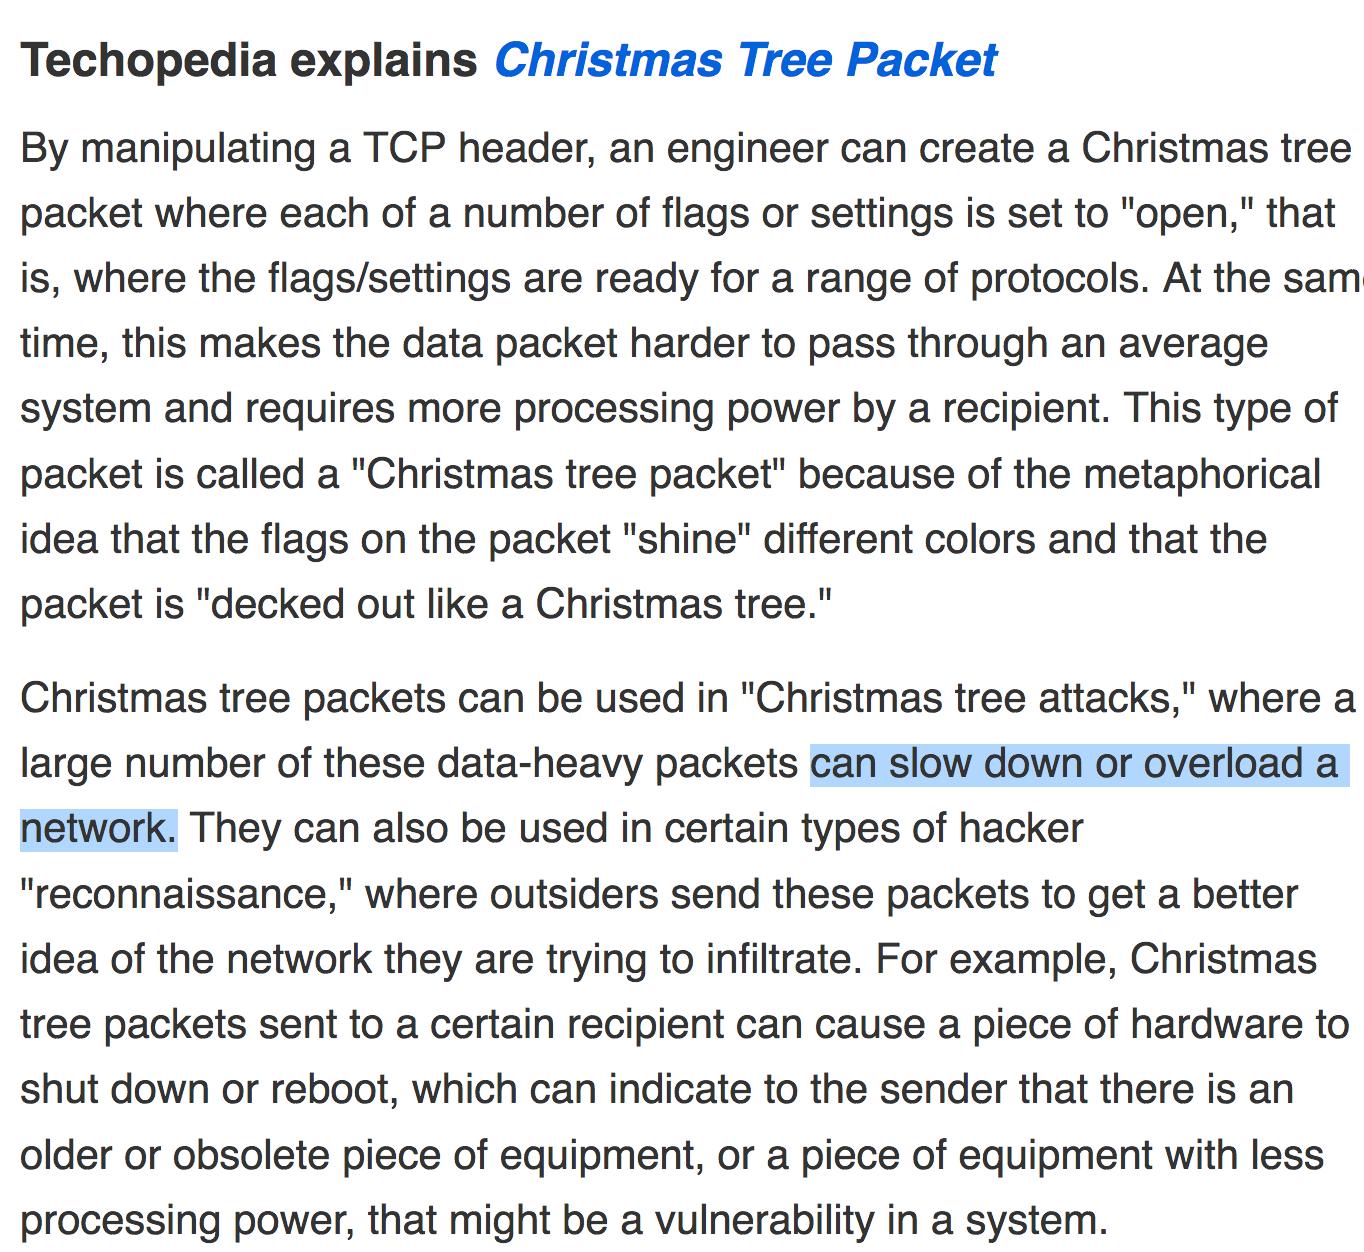 Techopedia explains Christmas Tree Packet
By manipulating a TCP header, an engineer can create a Christmas tree
packet where each of a number of flags or settings is set to "open," that
is, where the flags/settings are ready for a range of protocols. At the sam
time, this makes the data packet harder to pass through an average
system and requires more processing power by a recipient. This type of
packet is called a "Christmas tree packet" because of the metaphorical
idea that the flags on the packet "shine" different colors and that the
packet is "decked out like a Christmas tree."
Christmas tree packets can be used in "Christmas tree attacks," where a
large number of these data-heavy packets can slow down or overload a
network. They can also be used in certain types of hacker
"reconnaissance," where outsiders send these packets to get a better
idea of the network they are trying to infiltrate. For example, Christmas
tree packets sent to a certain recipient can cause a piece of hardware to
shut down or reboot, which can indicate to the sender that there is an
older or obsolete piece of equipment, or a piece of equipment with less
processing power, that might be a vulnerability in a system.